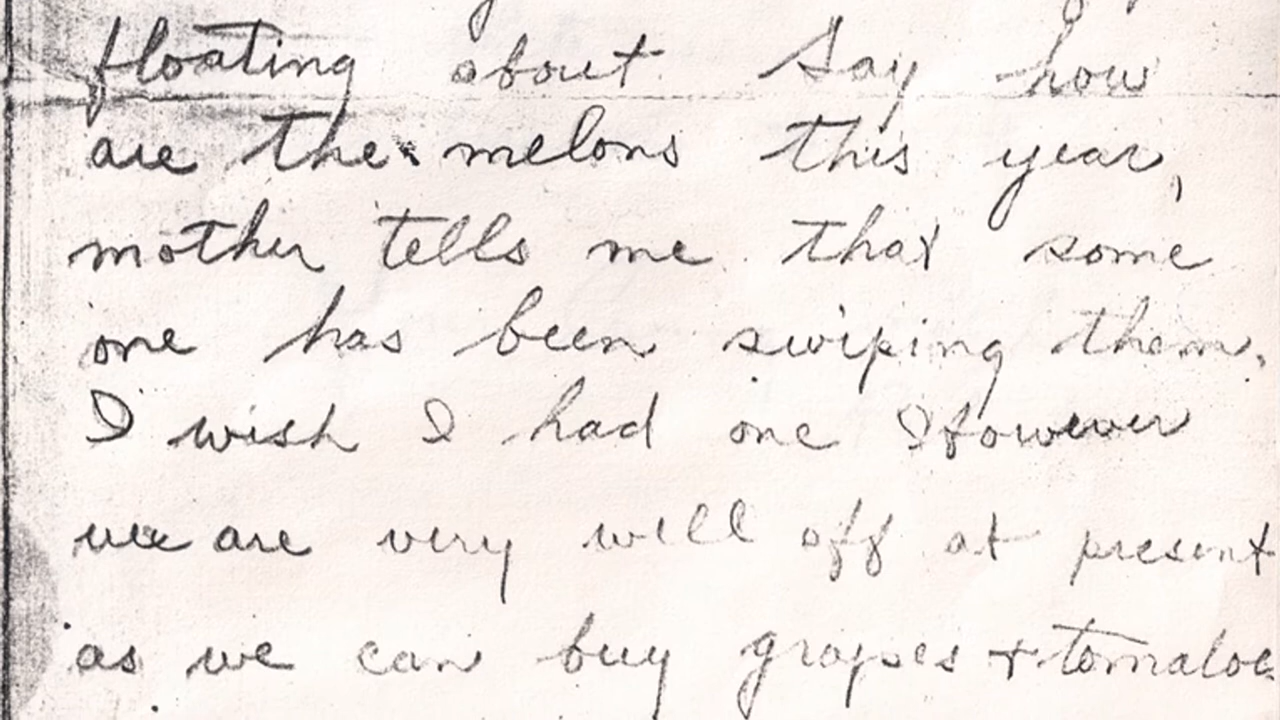 floating about Say how
are the melons this year,
mother tells me that some
one has been swiping them.
I wish I had one However
we are very well off at present
as we can buy grapes + tomatoe